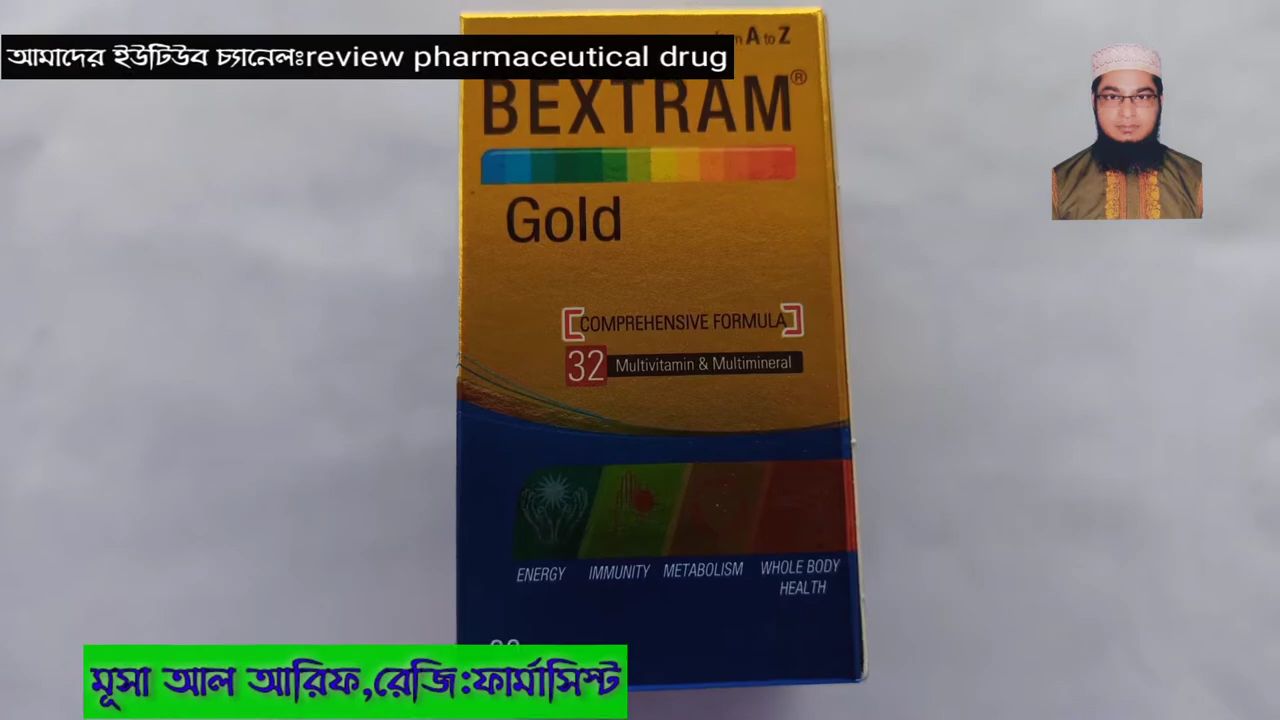 A to Z
আমাদের ইউটিউব চ্যানেলঃreview pharmaceutical drug
BEXTRAM®
Gold
COMPREHENSIVE FORMULA
32 Multivitamin & Multimineral
ENERGY IMMUNITY METABOLISM WHOLE BODY HEALTH
মূসা আল আরিফ,রেজি:ফার্মাসিস্ট